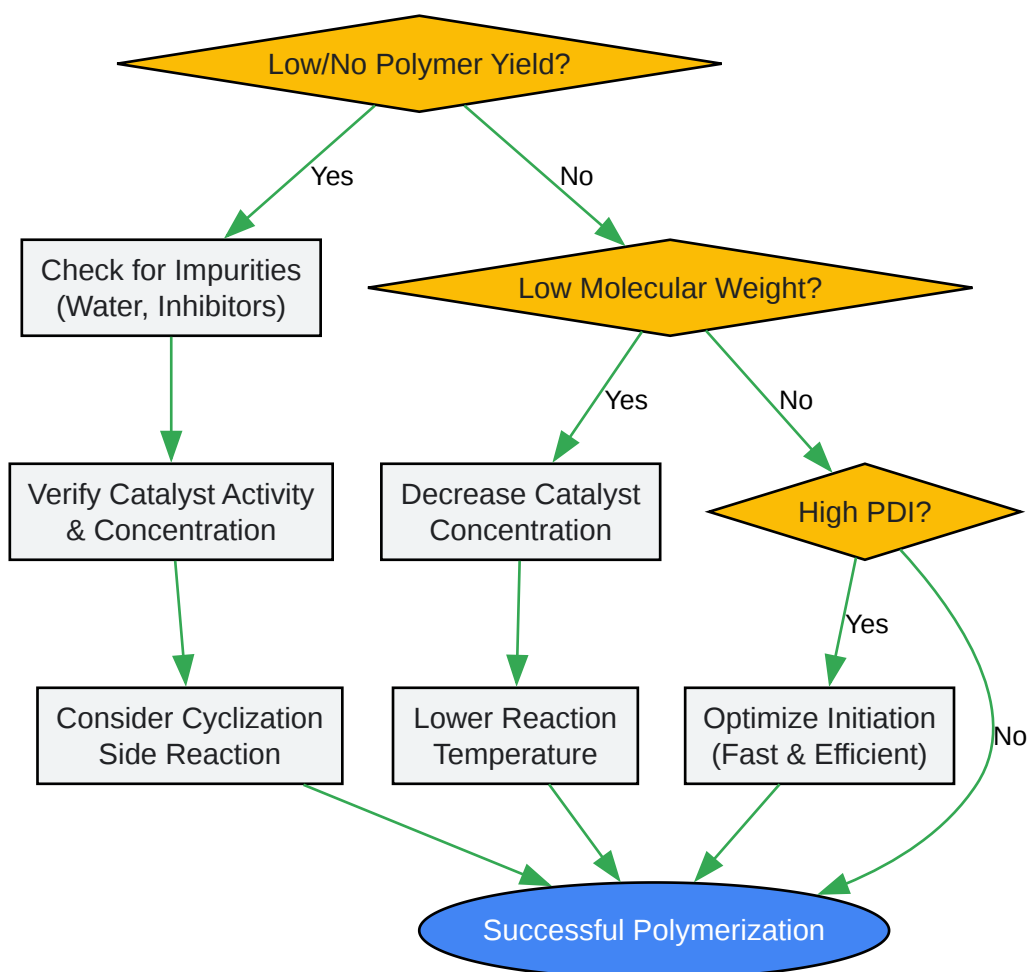 Low/No Polymer Yield?
Yes
No
Check for Impurities
(Water, Inhibitors)
Low Molecular Weight?
Yes
No
Verify Catalyst Activity
& Concentration
Decrease Catalyst
Concentration
High PDI?
Yes
Consider Cyclization
Side Reaction
Lower Reaction
Temperature
Optimize Initiation
(Fast & Efficient)
No
Successful Polymerization